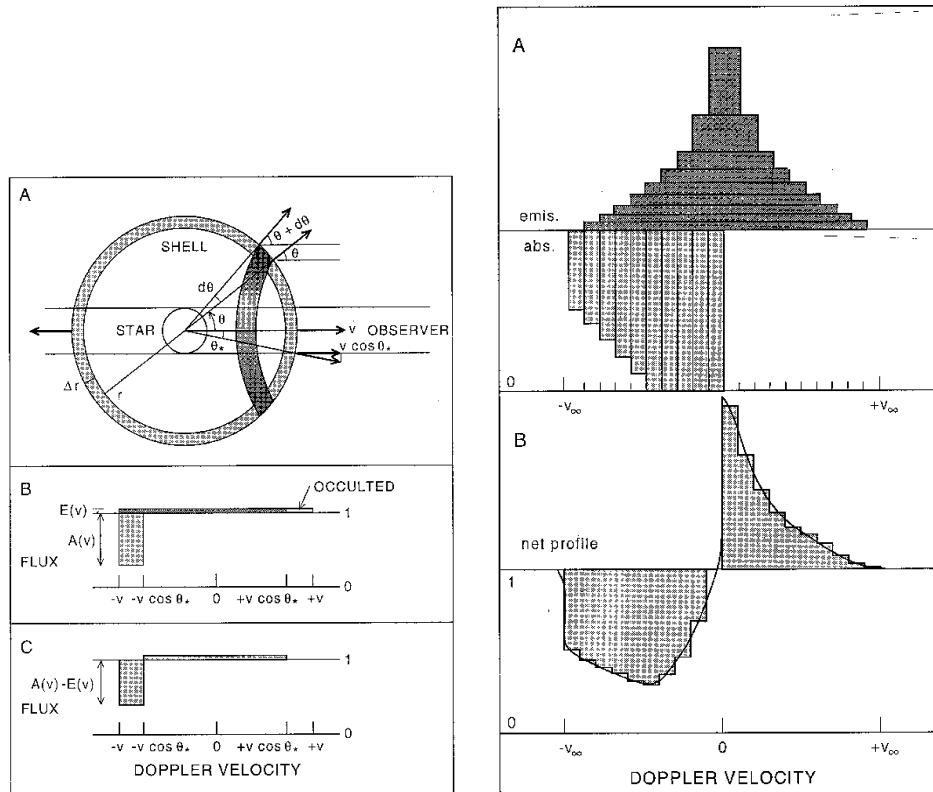 A
SHELL
θ + dθ
θ
dθ
θ
STAR
v OBSERVER
θ*
v cos θ*
Δr
r
B
OCCULTED
E(v)
1
A(v)
FLUX
0
-v -v cos θ* 0 +v cos θ* +v
C
1
A(v)-E(v)
FLUX
0
-v -v cos θ* 0 +v cos θ* +v
DOPPLER VELOCITY
A
emis.
abs.
0
-v∞ +v∞
B
net profile
1
0
-v∞ 0 +v∞
DOPPLER VELOCITY